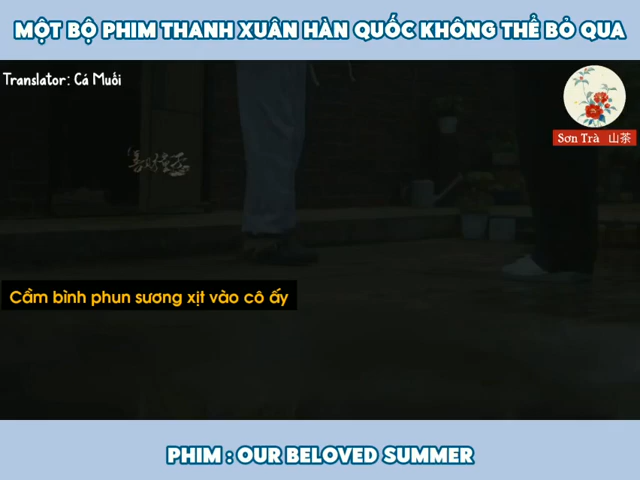 MỘT BỘ PHIM THANH XUÂN HÀN QUỐC KHÔNG THỂ BỎ QUA
Translator: Cá Muối
Sơn Trà 山茶
Cầm bình phun sương xịt vào cô ấy
PHIM : OUR BELOVED SUMMER